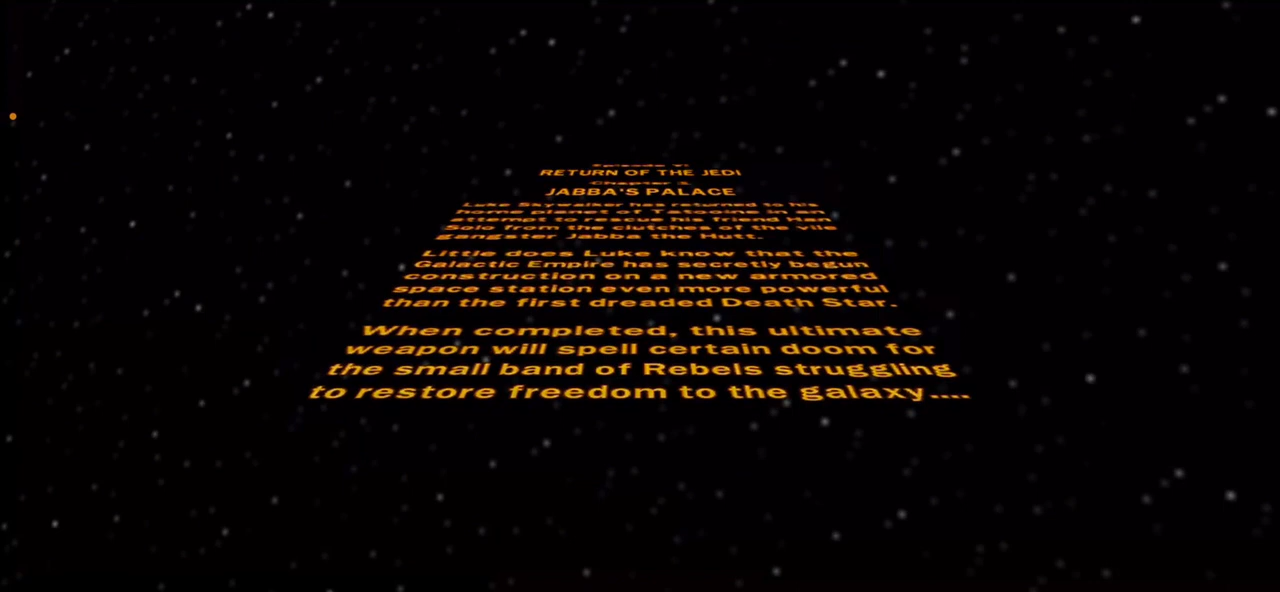 Episode VI
RETURN OF THE JEDI
Chapter 1
JABBA'S PALACE
Luke Skywalker has returned to his
home planet of Tatooine in an
attempt to rescue his friend Han
Solo from the clutches of the vile
gangster Jabba the Hutt.
Little does Luke know that the
Galactic Empire has secretly begun
construction on a new armored
space station even more powerful
than the first dreaded Death Star.
When completed, this ultimate
weapon will spell certain doom for
the small band of Rebels struggling
to restore freedom to the galaxy....